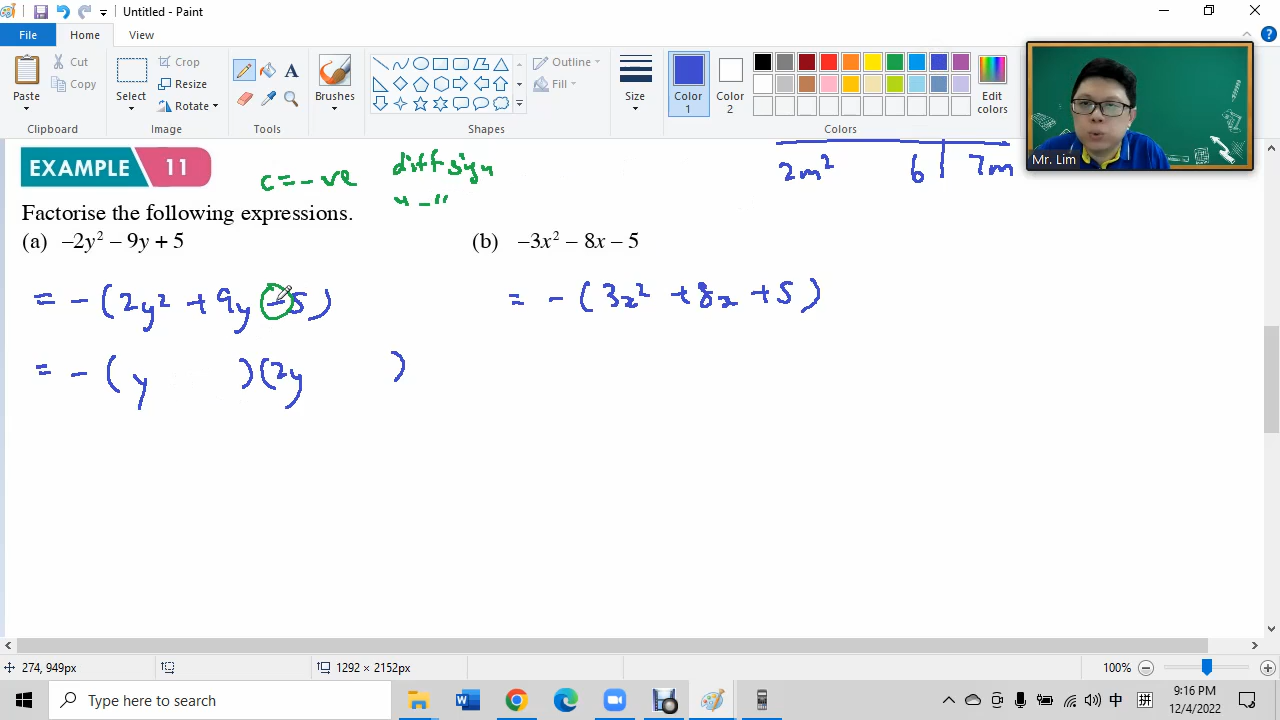 Untitled - Paint
File Home View
Paste Cut Copy Clipboard
Select Crop Resize Rotate Image
A Tools
Brushes
Shapes Outline Fill
Size
Color 1 Color 2 Edit colors Colors
Mr. Lim
EXAMPLE 11
c = -ve diff sign
2m² 6 7m
Factorise the following expressions.
(a) –2y² – 9y + 5 (b) –3x² – 8x – 5
= -(2y² + 9y - 5) = -(3x² + 8x + 5)
= -(y )(2y )
274, 949px 1292 × 2152px 100%
Type here to search
中 拼 9:16 PM
12/4/2022